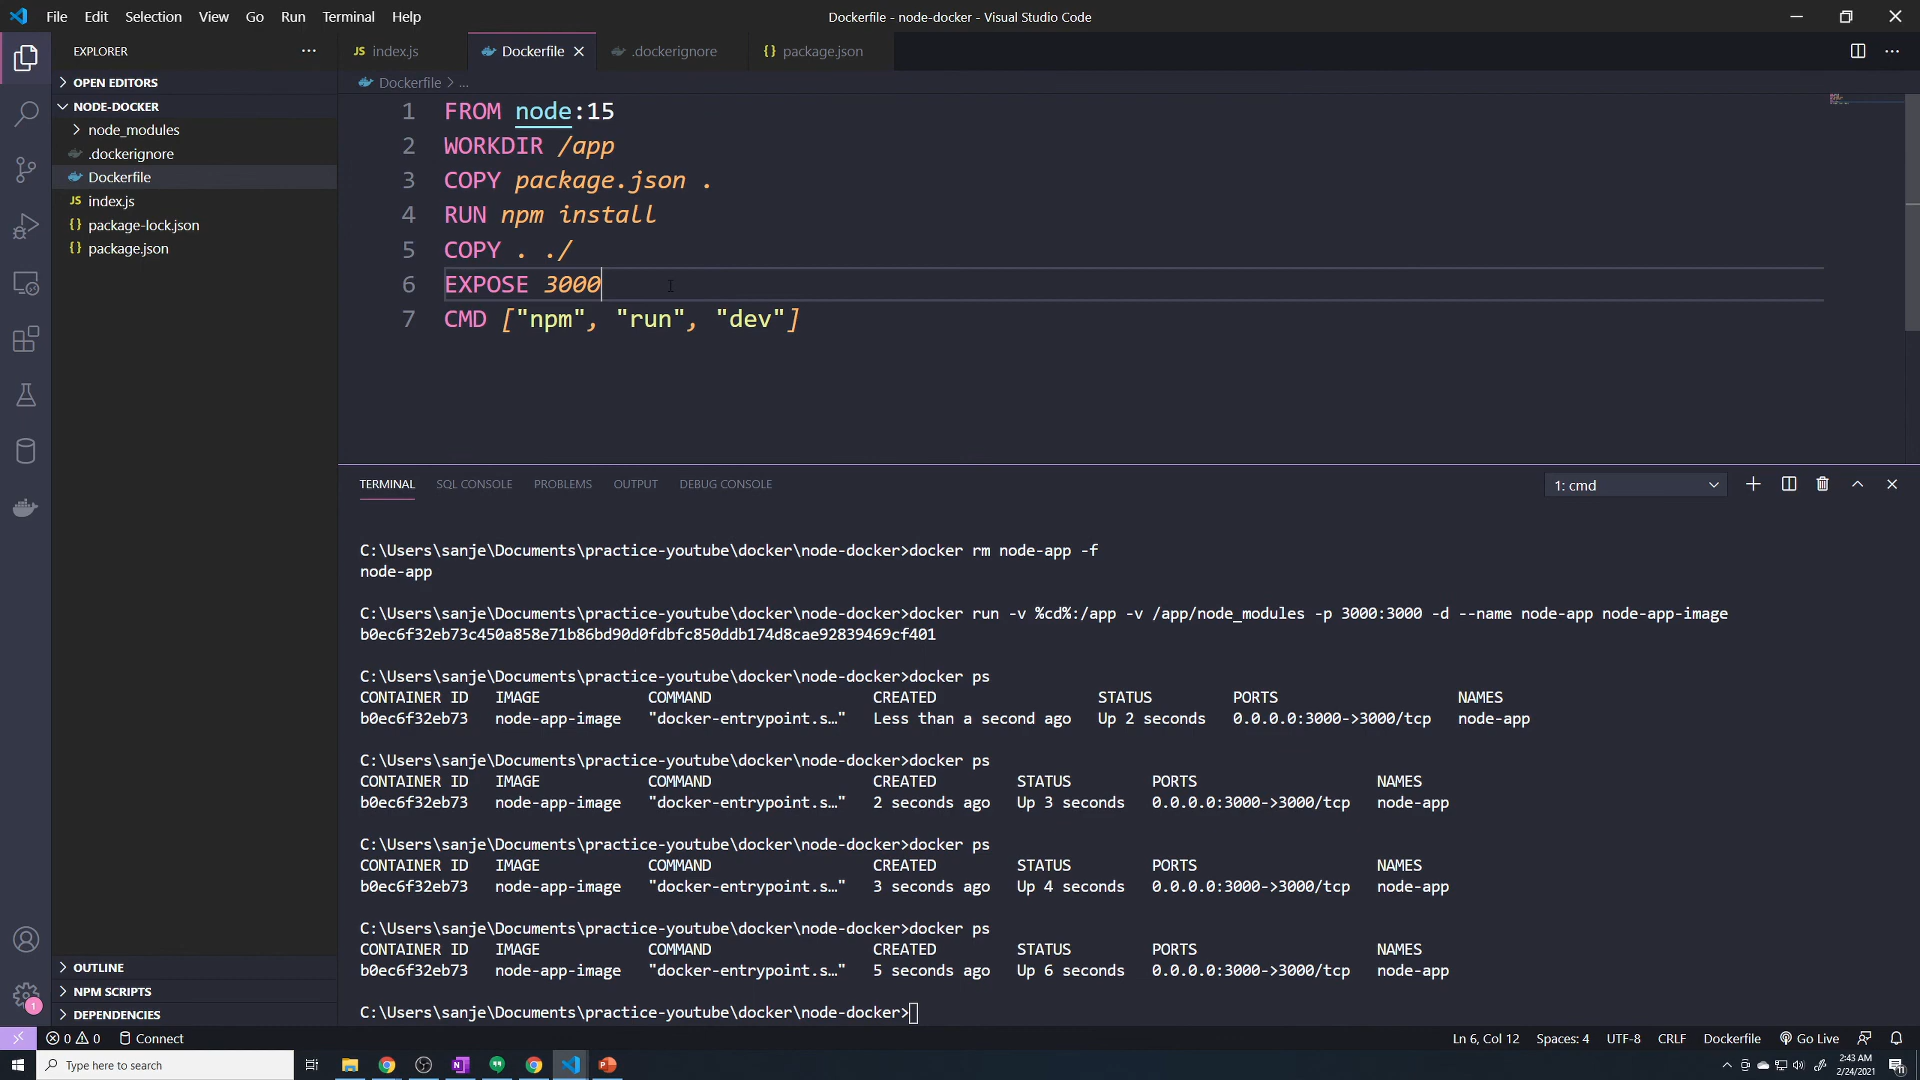 File Edit Selection View Go Run Terminal Help
Dockerfile - node-docker - Visual Studio Code
EXPLORER
OPEN EDITORS
NODE-DOCKER
node_modules
.dockerignore
Dockerfile
JS index.js
{} package-lock.json
{} package.json
OUTLINE
NPM SCRIPTS
DEPENDENCIES
JS index.js Dockerfile .dockerignore {} package.json
Dockerfile > ...
1 FROM node:15
2 WORKDIR /app
3 COPY package.json .
4 RUN npm install
5 COPY . ./
6 EXPOSE 3000
7 CMD ["npm", "run", "dev"]
TERMINAL SQL CONSOLE PROBLEMS OUTPUT DEBUG CONSOLE
1: cmd
C:\Users\sanje\Documents\practice-youtube\docker\node-docker>docker rm node-app -f
node-app
C:\Users\sanje\Documents\practice-youtube\docker\node-docker>docker run -v %cd%:/app -v /app/node_modules -p 3000:3000 -d --name node-app node-app-image
b0ec6f32eb73c450a858e71b86bd90d0fdbfc850ddb174d8cae92839469cf401
C:\Users\sanje\Documents\practice-youtube\docker\node-docker>docker ps
CONTAINER ID IMAGE COMMAND CREATED STATUS PORTS NAMES
b0ec6f32eb73 node-app-image "docker-entrypoint.s…" Less than a second ago Up 2 seconds 0.0.0.0:3000->3000/tcp node-app
C:\Users\sanje\Documents\practice-youtube\docker\node-docker>docker ps
CONTAINER ID IMAGE COMMAND CREATED STATUS PORTS NAMES
b0ec6f32eb73 node-app-image "docker-entrypoint.s…" 2 seconds ago Up 3 seconds 0.0.0.0:3000->3000/tcp node-app
C:\Users\sanje\Documents\practice-youtube\docker\node-docker>docker ps
CONTAINER ID IMAGE COMMAND CREATED STATUS PORTS NAMES
b0ec6f32eb73 node-app-image "docker-entrypoint.s…" 3 seconds ago Up 4 seconds 0.0.0.0:3000->3000/tcp node-app
C:\Users\sanje\Documents\practice-youtube\docker\node-docker>docker ps
CONTAINER ID IMAGE COMMAND CREATED STATUS PORTS NAMES
b0ec6f32eb73 node-app-image "docker-entrypoint.s…" 5 seconds ago Up 6 seconds 0.0.0.0:3000->3000/tcp node-app
C:\Users\sanje\Documents\practice-youtube\docker\node-docker>
1
0 0 Connect
Ln 6, Col 12 Spaces: 4 UTF-8 CRLF Dockerfile Go Live
Type here to search
2:43 AM
2/24/2021